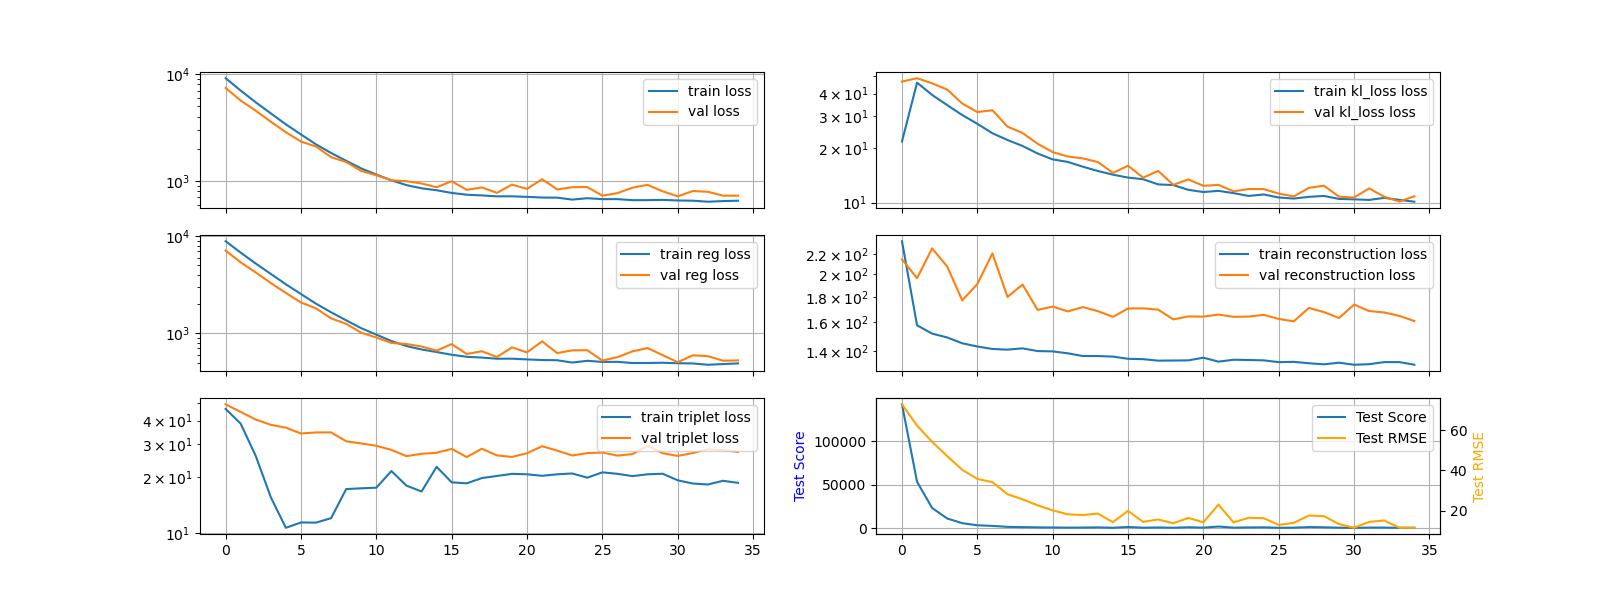 10⁴
10³
train loss
val loss
4 × 10¹
3 × 10¹
2 × 10¹
10¹
train kl_loss loss
val kl_loss loss
10⁴
10³
train reg loss
val reg loss
2.2 × 10²
2 × 10²
1.8 × 10²
1.6 × 10²
1.4 × 10²
train reconstruction loss
val reconstruction loss
4 × 10¹
3 × 10¹
2 × 10¹
10¹
train triplet loss
val triplet loss
0 5 10 15 20 25 30 35
Test Score
100000
50000
0
Test Score
Test RMSE
60
40
20
Test RMSE
0 5 10 15 20 25 30 35